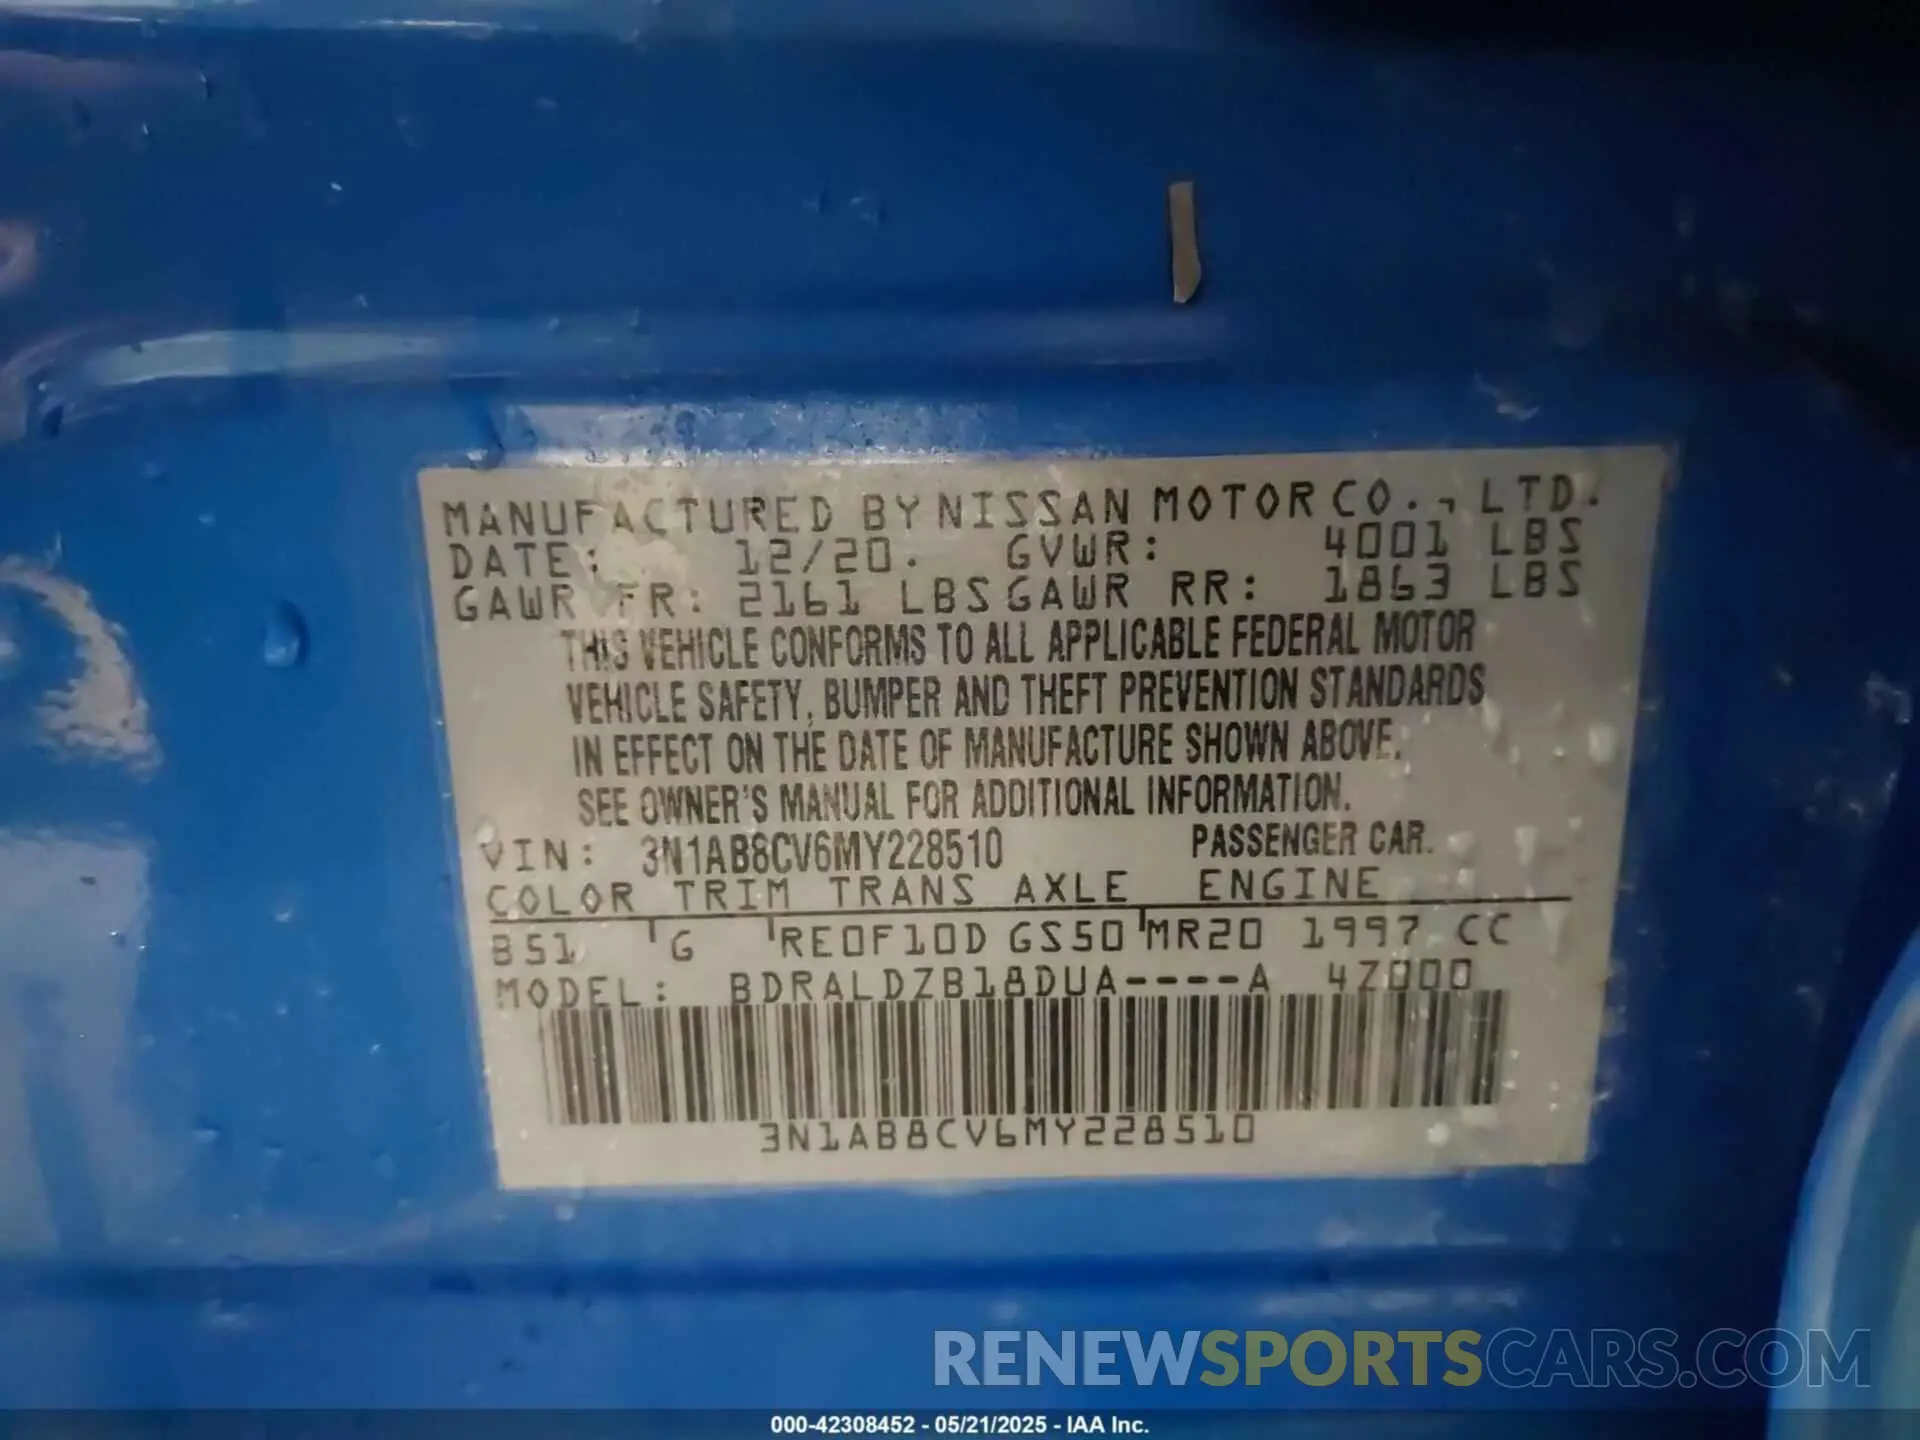 MANUFACTURED BY NISSAN MOTOR CO., LTD.
DATE: 12/20. GVWR: 4001 LBS
GAWR FR: 2161 LBS GAWR RR: 1863 LBS
THIS VEHICLE CONFORMS TO ALL APPLICABLE FEDERAL MOTOR
VEHICLE SAFETY, BUMPER AND THEFT PREVENTION STANDARDS
IN EFFECT ON THE DATE OF MANUFACTURE SHOWN ABOVE.
SEE OWNER'S MANUAL FOR ADDITIONAL INFORMATION.
VIN: 3N1AB8CV6MY228510 PASSENGER CAR.
COLOR TRIM TRANS AXLE ENGINE
B51 G RE0F10D GS50 MR20 1997 CC
MODEL: BDRALDZB18DUA----A 4Z000
3N1AB8CV6MY228510
RENEWSPORTSCARS.COM
000-42308452 - 05/21/2025 - IAA Inc.